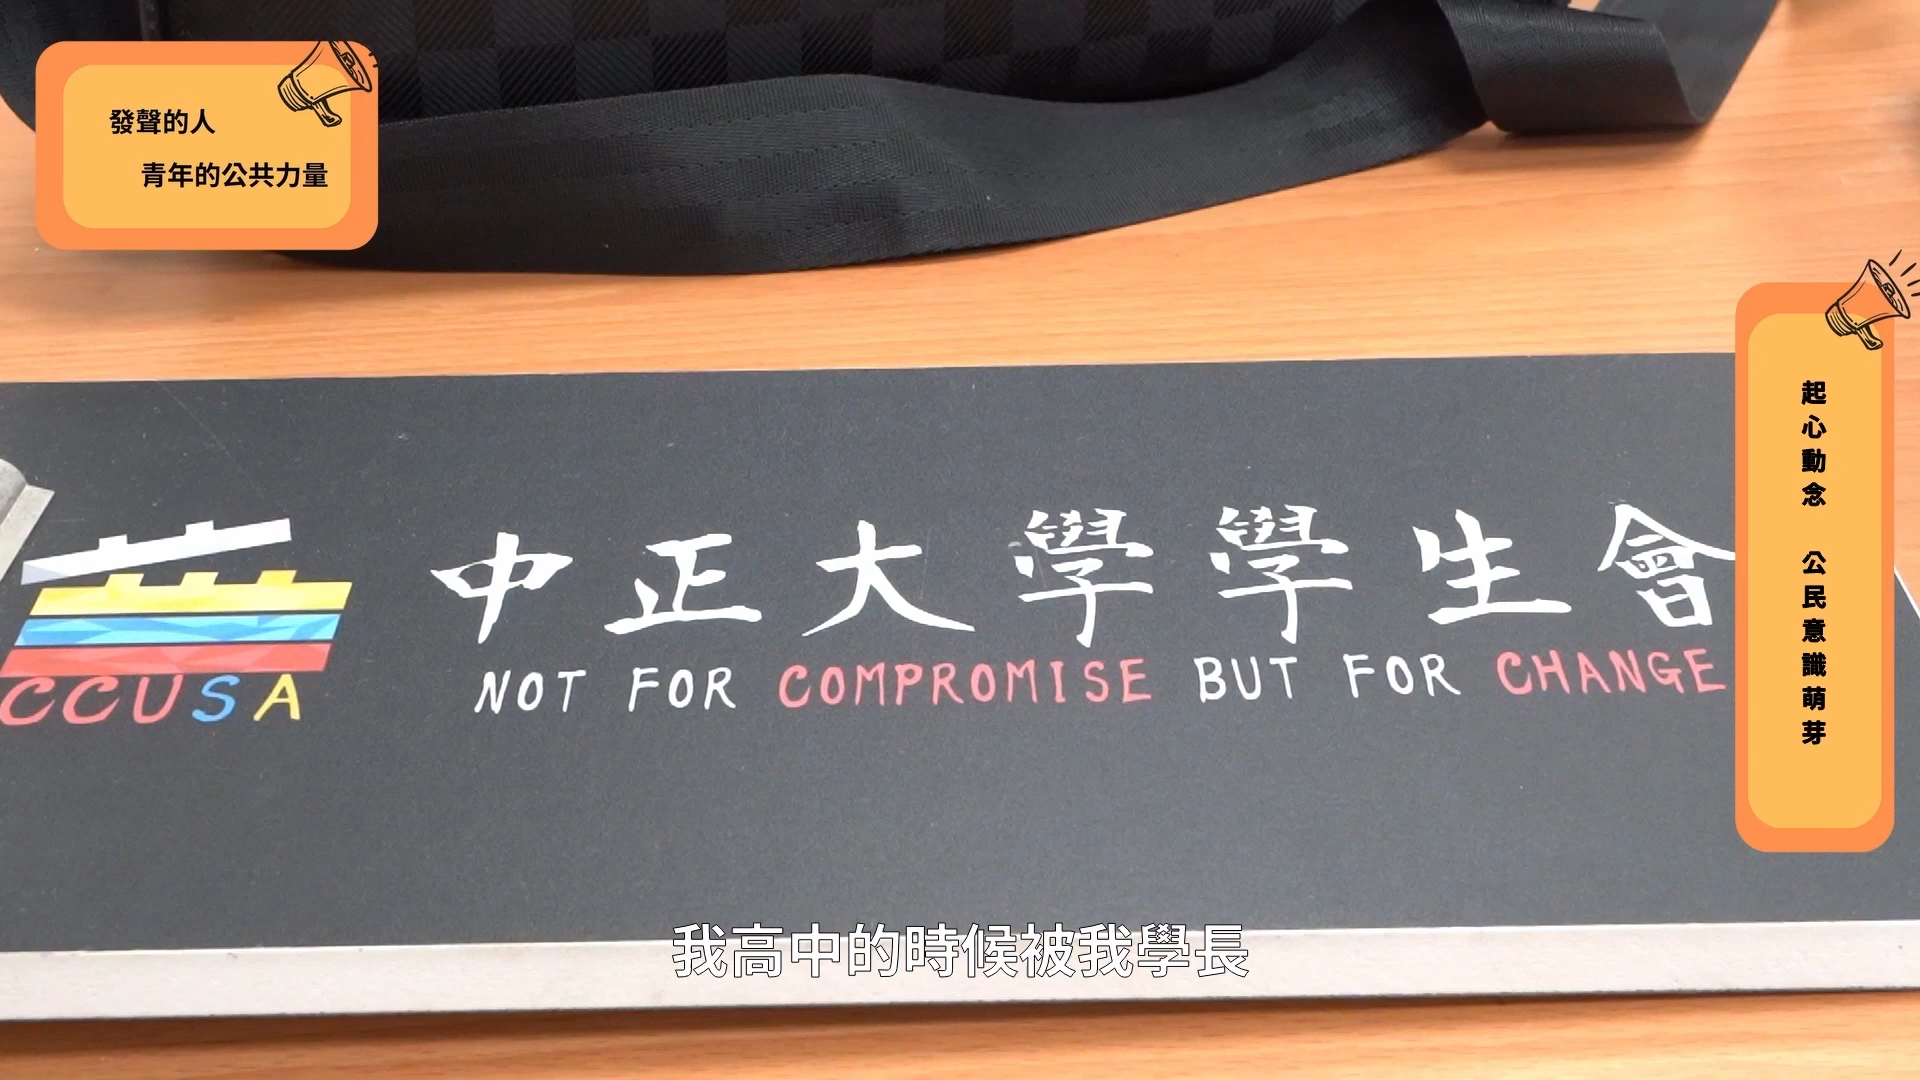 發聲的人
青年的公共力量
起心動念 公民意識萌芽
中正大學學生會
NOT FOR COMPROMISE BUT FOR CHANGE
CCUSA
我高中的時候被我學長